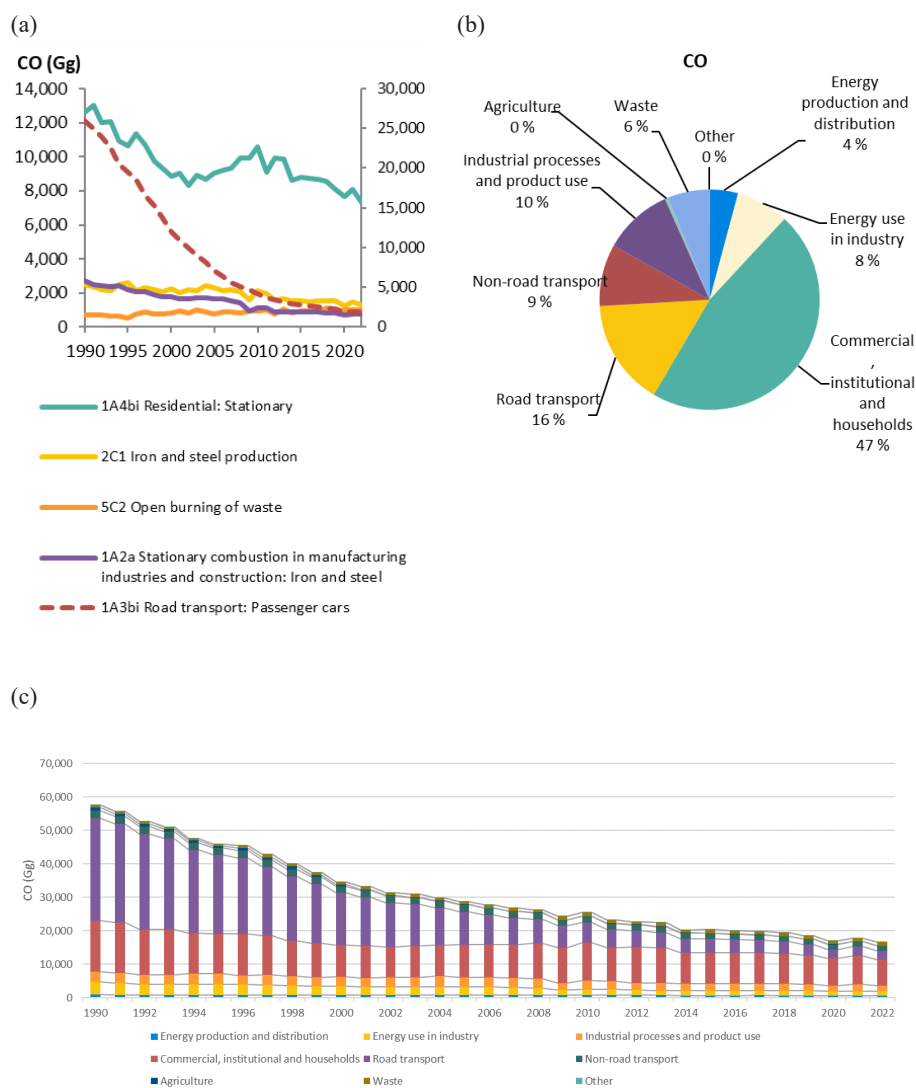 (a)
CO (Gg)
14,000
12,000
10,000
8,000
6,000
4,000
2,000
0
30,000
25,000
20,000
15,000
10,000
5,000
0
1990 1995 2000 2005 2010 2015 2020
1A4bi Residential: Stationary
2C1 Iron and steel production
5C2 Open burning of waste
1A2a Stationary combustion in manufacturing
industries and construction: Iron and steel
1A3bi Road transport: Passenger cars
(b)
CO
Energy
production and
distribution
4 %
Energy use
in industry
8 %
Commercial
,
institutional
and
households
47 %
Road transport
16 %
Non-road transport
9 %
Industrial processes
and product use
10 %
Agriculture
0 %
Waste
6 %
Other
0 %
(c)
CO (Gg)
70,000
60,000
50,000
40,000
30,000
20,000
10,000
0
1990 1992 1994 1996 1998 2000 2002 2004 2006 2008 2010 2012 2014 2016 2018 2020 2022
Energy production and distribution Energy use in industry Industrial processes and product use
Commercial, institutional and households Road transport Non-road transport
Agriculture Waste Other